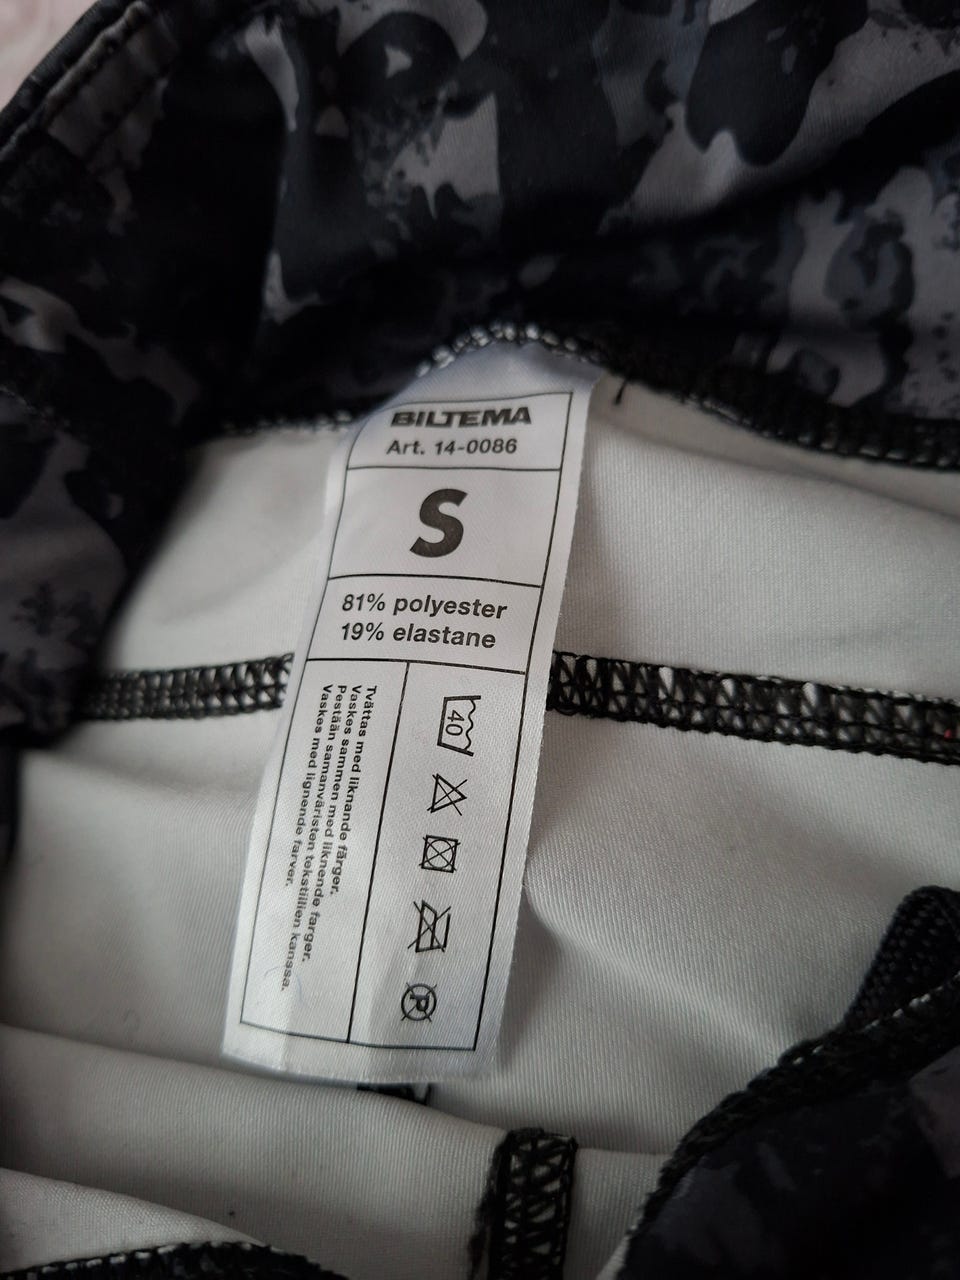 BILTEMA
Art. 14-0086
S
81% polyester
19% elastane
Tvättas med liknande färger.
Vaskes sammen med liknende farger.
Pestään samanväristen tekstiilien kanssa.
Vaskes med lignende farver.
40
P